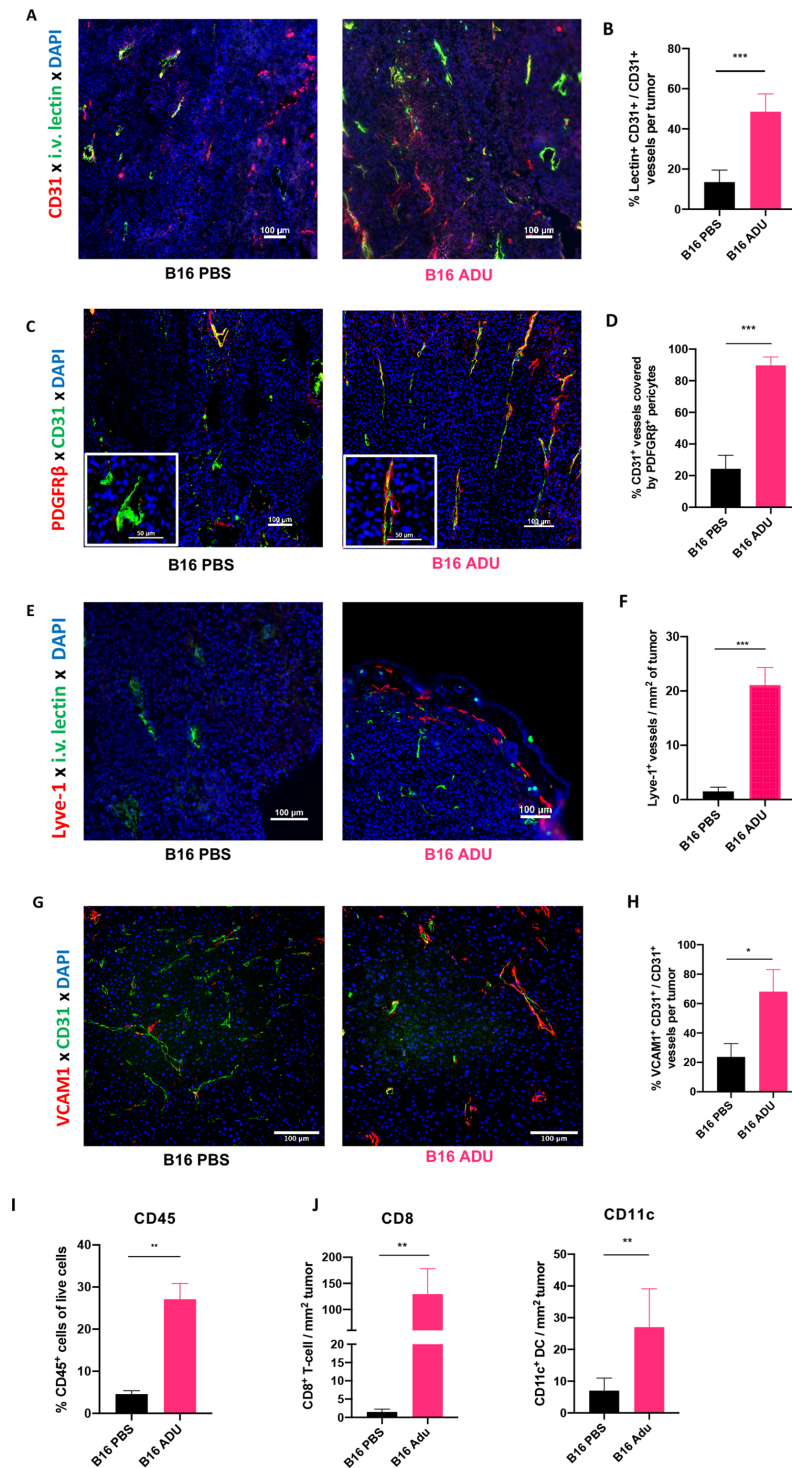 A
CD31 x i.v. lectin x DAPI
100 µm
B16 PBS
100 µm
B16 ADU
B
% Lectin+ CD31+ / CD31+
vessels per tumor
80
60
40
20
0
***
B16 PBS
B16 ADU
C
PDGFRβ x CD31 x DAPI
50 µm
100 µm
B16 PBS
50 µm
100 µm
B16 ADU
D
% CD31⁺ vessels covered
by PDFGRβ⁺ pericytes
100
80
60
40
20
0
***
B16 PBS
B16 ADU
E
Lyve-1 x i.v. lectin x DAPI
100 µm
B16 PBS
100 µm
B16 ADU
F
Lyve-1⁺ vessels / mm² of tumor
30
20
10
0
***
B16 PBS
B16 ADU
G
VCAM1 x CD31 x DAPI
100 µm
B16 PBS
100 µm
B16 ADU
H
% VCAM1⁺ CD31⁺ / CD31⁺
vessels per tumor
100
80
60
40
20
0
*
B16 PBS
B16 ADU
I
CD45
% CD45⁺ cells of live cells
40
30
20
10
0
**
B16 PBS
B16 ADU
J
CD8
CD8⁺ T-cell / mm² tumor
200
150
100
20
15
10
5
0
**
B16 PBS
B16 Adu
CD11c
CD11c⁺ DC / mm² tumor
50
40
30
20
10
0
**
B16 PBS
B16 Adu